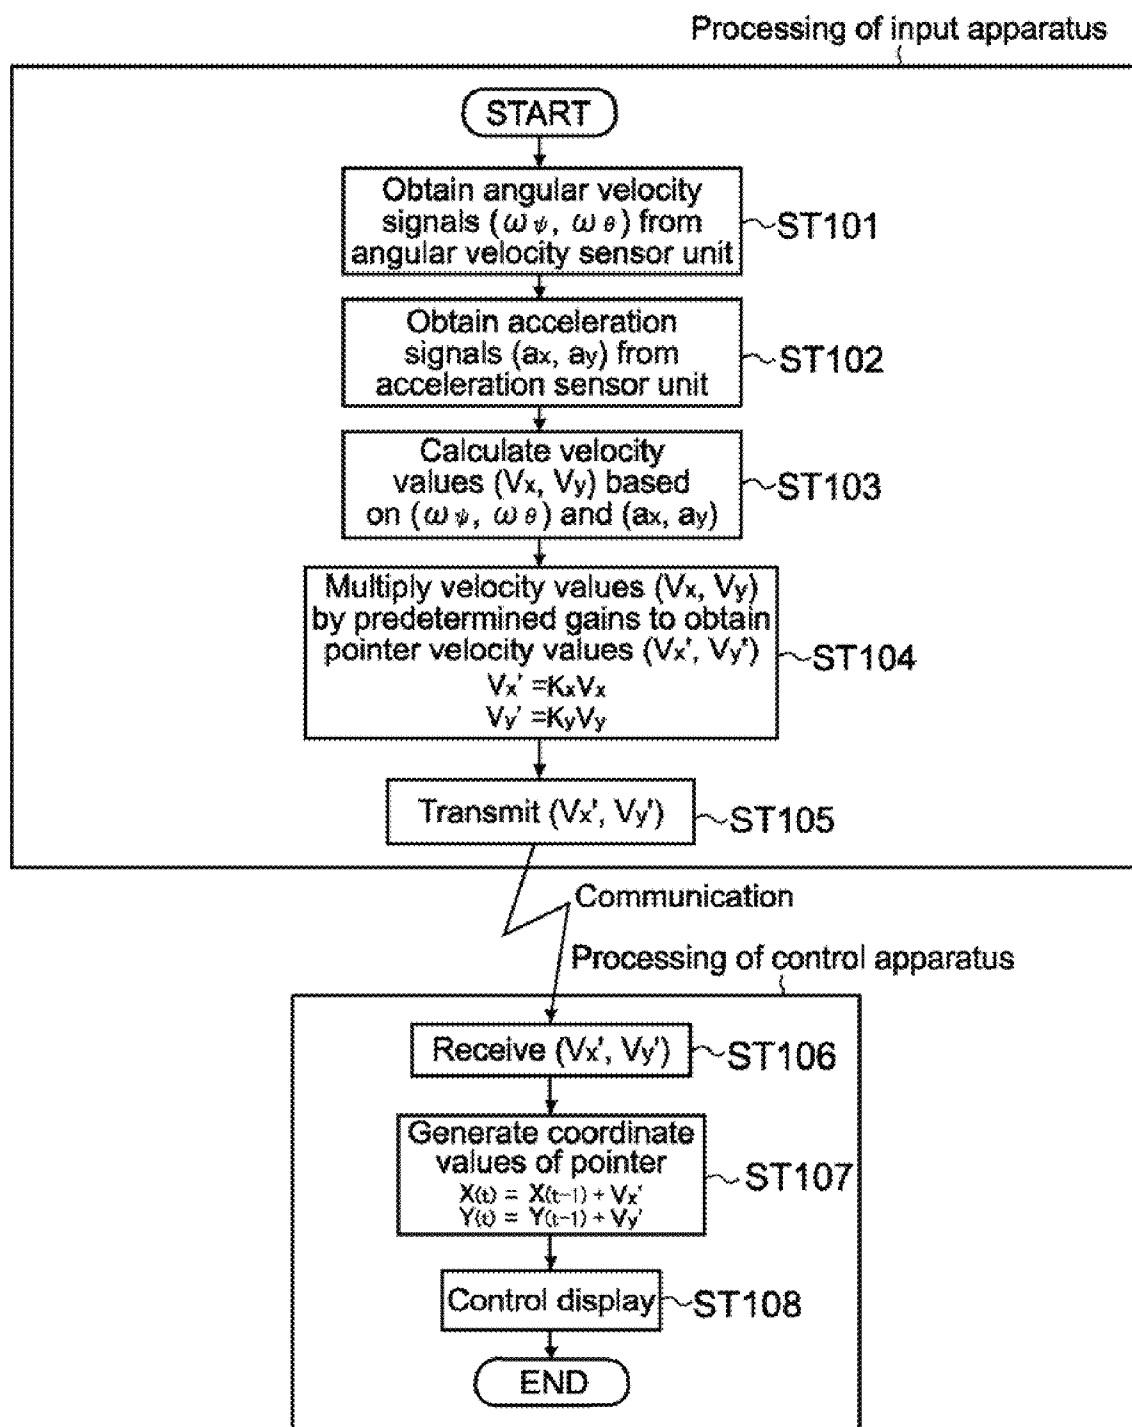 Processing of input apparatus
START
Obtain angular velocity
signals (ωψ, ωθ) from
angular velocity sensor unit
ST101
Obtain acceleration
signals (ax, ay) from
acceleration sensor unit
ST102
Calculate velocity
values (Vx, Vy) based
on (ωψ, ωθ) and (ax, ay)
ST103
Multiply velocity values (Vx, Vy)
by predetermined gains to obtain
pointer velocity values (Vx', Vy')
Vx' =KxVx
Vy' =KyVy
ST104
Transmit (Vx', Vy')
ST105
Communication
Processing of control apparatus
Receive (Vx', Vy')
ST106
Generate coordinate
values of pointer
X(t) = X(t-1) + Vx'
Y(t) = Y(t-1) + Vy'
ST107
Control display
ST108
END